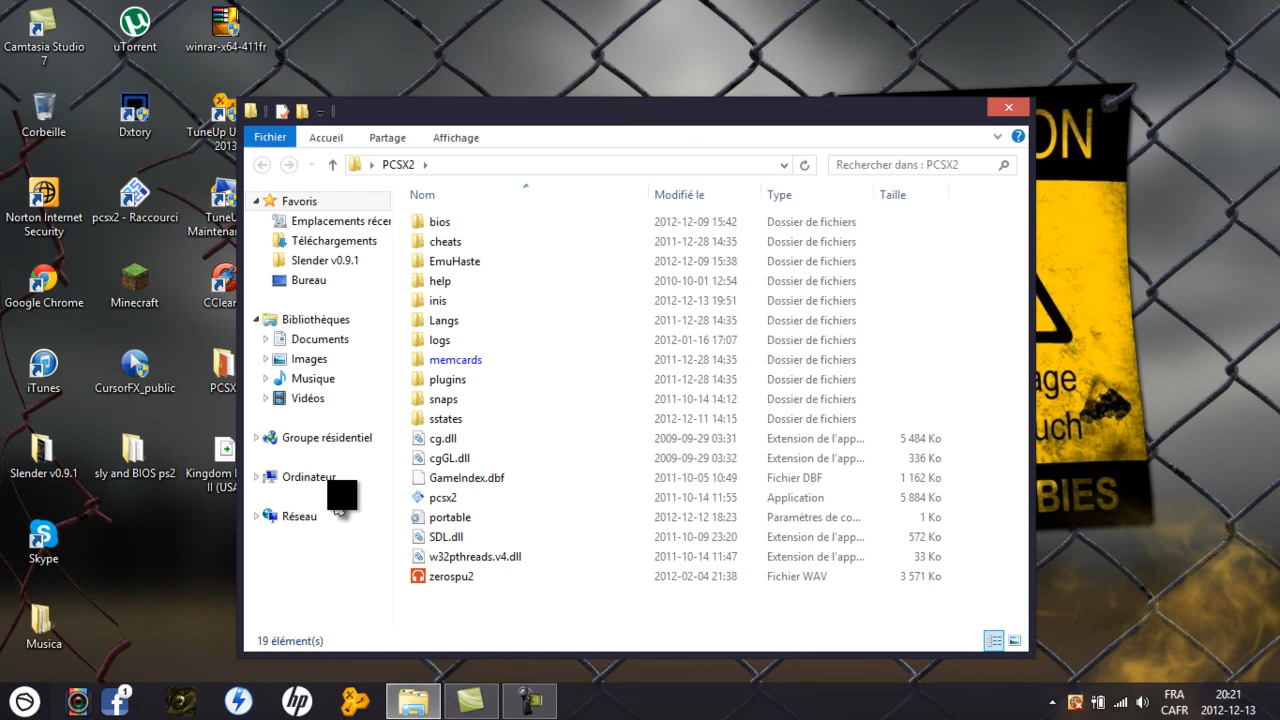 Camtasia Studio
7
uTorrent
winrar-x64-411fr
Corbeille
Dxtory
TuneUp U
2013
Norton Internet
Security
pcsx2 - Raccourci
TuneU
Maintenan
Google Chrome
Minecraft
CClean
iTunes
CursorFX_public
PCSX
Slender v0.9.1
sly and BIOS ps2
Kingdom H
II (USA
Skype
Musica
Fichier
Accueil
Partage
Affichage
PCSX2
Rechercher dans : PCSX2
Favoris
Emplacements récen
Téléchargements
Slender v0.9.1
Bureau
Bibliothèques
Documents
Images
Musique
Vidéos
Groupe résidentiel
Ordinateur
Réseau
Nom Modifié le Type Taille
bios 2012-12-09 15:42 Dossier de fichiers
cheats 2011-12-28 14:35 Dossier de fichiers
EmuHaste 2012-12-09 15:38 Dossier de fichiers
help 2010-10-01 12:54 Dossier de fichiers
inis 2012-12-13 19:51 Dossier de fichiers
Langs 2011-12-28 14:35 Dossier de fichiers
logs 2012-01-16 17:07 Dossier de fichiers
memcards 2011-12-28 14:35 Dossier de fichiers
plugins 2011-12-28 14:35 Dossier de fichiers
snaps 2011-10-14 14:12 Dossier de fichiers
sstates 2012-12-11 14:15 Dossier de fichiers
cg.dll 2009-09-29 03:31 Extension de l'app... 5 484 Ko
cgGL.dll 2009-09-29 03:32 Extension de l'app... 336 Ko
GameIndex.dbf 2011-10-05 10:49 Fichier DBF 1 162 Ko
pcsx2 2011-10-14 11:55 Application 5 884 Ko
portable 2012-12-12 18:23 Paramètres de co... 1 Ko
SDL.dll 2011-10-09 23:20 Extension de l'app... 572 Ko
w32pthreads.v4.dll 2011-10-14 11:47 Extension de l'app... 33 Ko
zerospu2 2012-02-04 21:38 Fichier WAV 3 571 Ko
19 élément(s)
ON
age
uch
BIES
1
hp
FRA
CAFR
20:21
2012-12-13